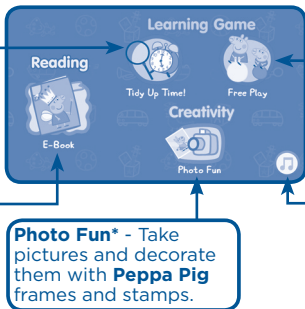 Learning Game
Reading
Tidy Up Time!
Free Play
Creativity
E-Book
Photo Fun
Photo Fun* - Take
pictures and decorate
them with Peppa Pig
frames and stamps.